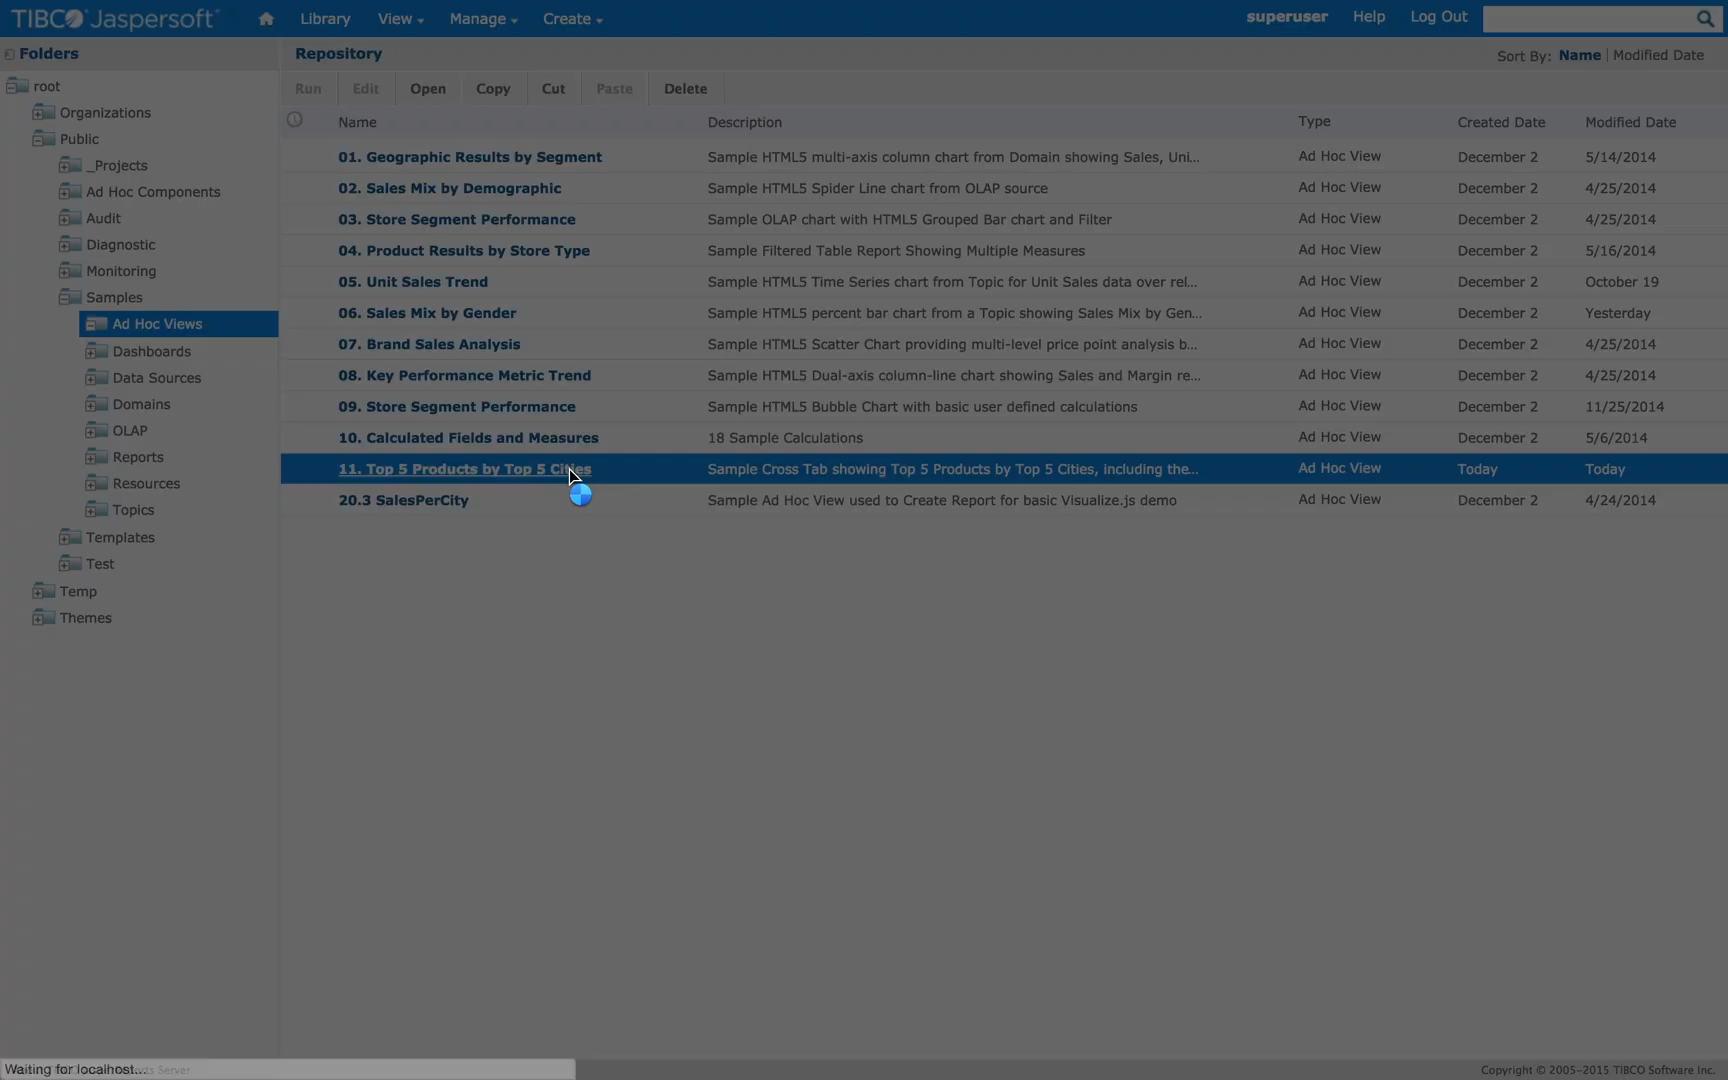 TIBCO Jaspersoft Library View Manage Create superuser Help Log Out
Folders
root
Organizations
Public
_Projects
Ad Hoc Components
Audit
Diagnostic
Monitoring
Samples
Ad Hoc Views
Dashboards
Data Sources
Domains
OLAP
Reports
Resources
Topics
Templates
Test
Temp
Themes
Repository
Sort By: Name | Modified Date
Run Edit Open Copy Cut Paste Delete
Name Description Type Created Date Modified Date
01. Geographic Results by Segment Sample HTML5 multi-axis column chart from Domain showing Sales, Uni... Ad Hoc View December 2 5/14/2014
02. Sales Mix by Demographic Sample HTML5 Spider Line chart from OLAP source Ad Hoc View December 2 4/25/2014
03. Store Segment Performance Sample OLAP chart with HTML5 Grouped Bar chart and Filter Ad Hoc View December 2 4/25/2014
04. Product Results by Store Type Sample Filtered Table Report Showing Multiple Measures Ad Hoc View December 2 5/16/2014
05. Unit Sales Trend Sample HTML5 Time Series chart from Topic for Unit Sales data over rel... Ad Hoc View December 2 October 19
06. Sales Mix by Gender Sample HTML5 percent bar chart from a Topic showing Sales Mix by Gen... Ad Hoc View December 2 Yesterday
07. Brand Sales Analysis Sample HTML5 Scatter Chart providing multi-level price point analysis b... Ad Hoc View December 2 4/25/2014
08. Key Performance Metric Trend Sample HTML5 Dual-axis column-line chart showing Sales and Margin re... Ad Hoc View December 2 4/25/2014
09. Store Segment Performance Sample HTML5 Bubble Chart with basic user defined calculations Ad Hoc View December 2 11/25/2014
10. Calculated Fields and Measures 18 Sample Calculations Ad Hoc View December 2 5/6/2014
11. Top 5 Products by Top 5 Cities Sample Cross Tab showing Top 5 Products by Top 5 Cities, including the... Ad Hoc View Today Today
20.3 SalesPerCity Sample Ad Hoc View used to Create Report for basic Visualize.js demo Ad Hoc View December 2 4/24/2014
Waiting for localhost... Server
Copyright © 2005-2015 TIBCO Software Inc.